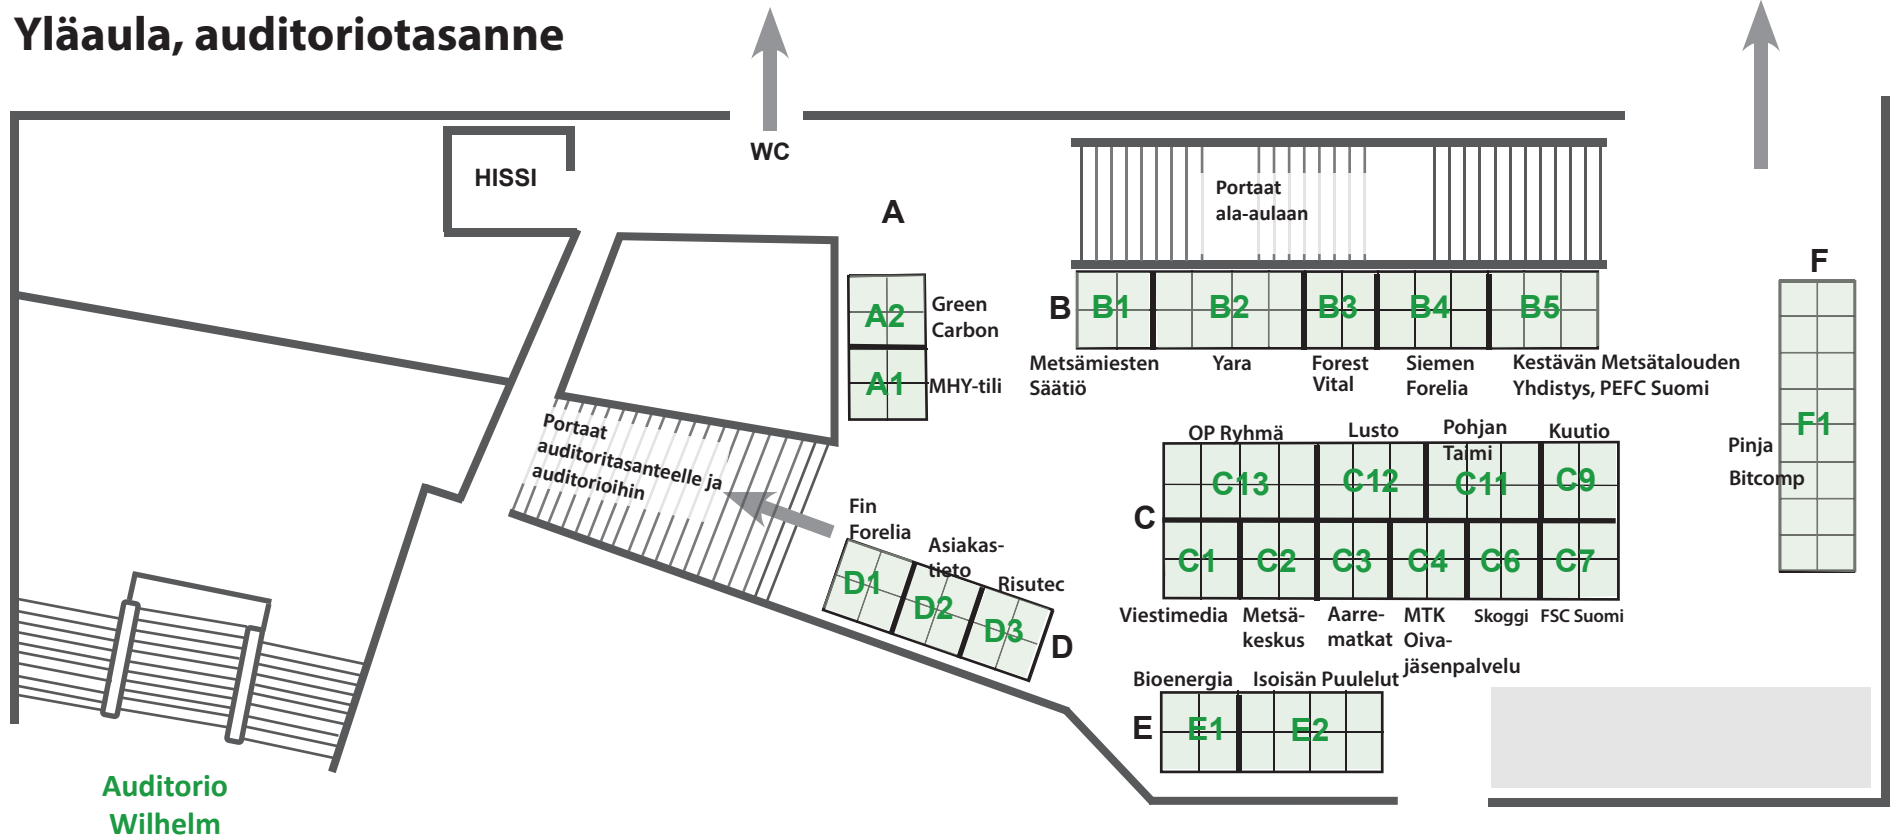 Yläaula, auditoriotasanne
WC
HISSI
A
A2
Green
Carbon
A1
MHY-tili
Portaat
ala-aulaan
B
B1
B2
B3
B4
B5
Metsämiesten
Säätiö
Yara
Forest
Vital
Siemen
Forelia
Kestävän Metsätalouden
Yhdistys, PEFC Suomi
F
F1
Pinja
Bitcomp
Portaat
auditoritasanteelle ja
auditorioihin
OP Ryhmä
Lusto
Pohjan
Taimi
Kuutio
C13
C12
C11
C9
C
C1
C2
C3
C4
C6
C7
Viestimedia
Metsä-
keskus
Aarre-
matkat
MTK
Oiva-
jäsenpalvelu
Skoggi
FSC Suomi
Fin
Forelia
Asiakas-
tieto
Risutec
D1
D2
D3
D
Bioenergia
Isoisän Puulelut
E
E1
E2
Auditorio
Wilhelm